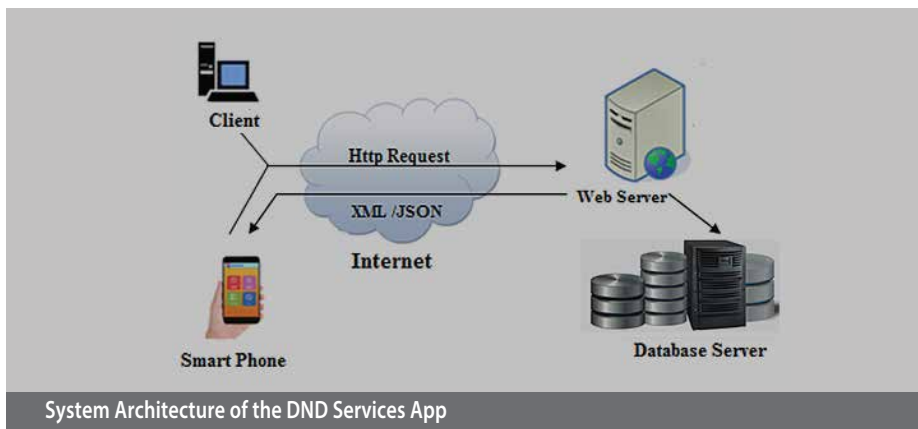 Client
Http Request
Web Server
XML /JSON
Internet
Smart Phone
Database Server
System Architecture of the DND Services App